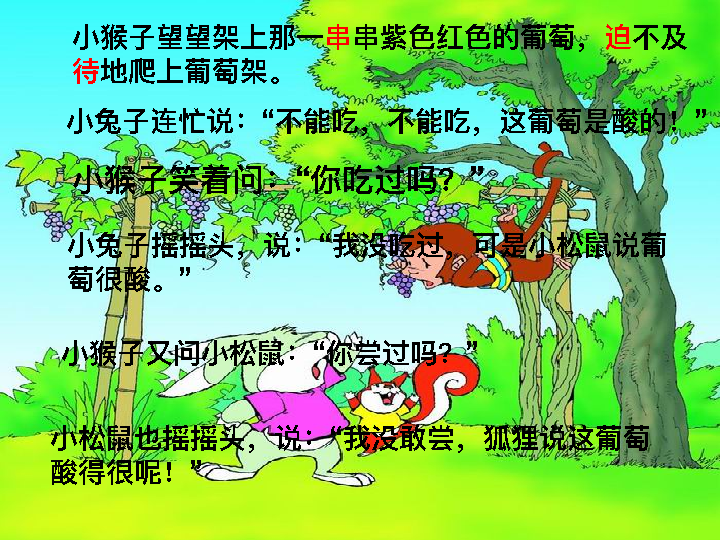 小猴子望望架上那一串串紫色红色的葡萄，迫不及
待地爬上葡萄架。
小兔子连忙说：“不能吃，不能吃，这葡萄是酸的！”
小猴子笑着问：“你吃过吗？”
小兔子摇摇头，说：“我没吃过，可是小松鼠说葡
萄很酸。”
小猴子又问小松鼠：“你尝过吗？”
小松鼠也摇摇头，说：“我没敢尝，狐狸说这葡萄
酸得很呢！”